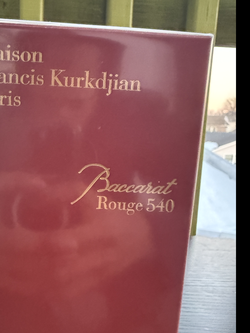 aison
ancis Kurkdjian
ris
Baccarat
Rouge 540